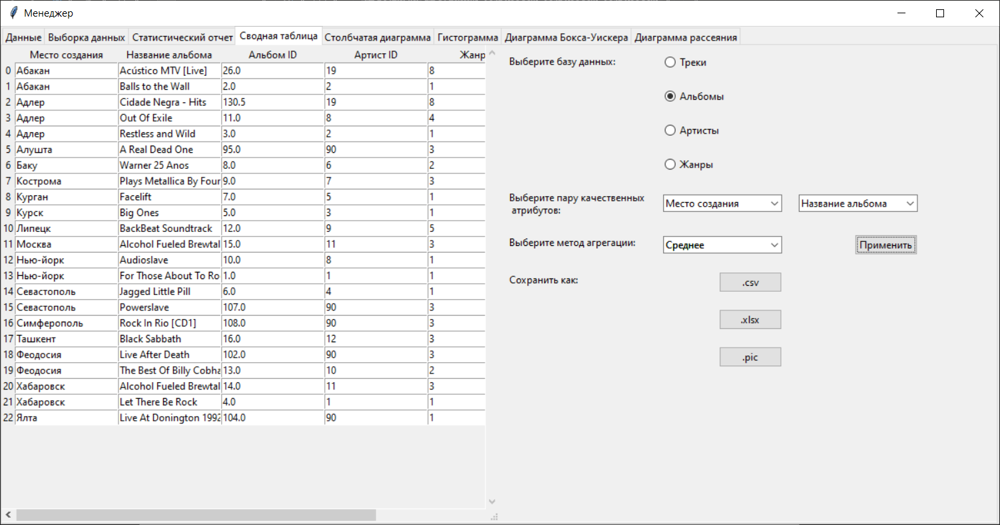 Менеджер
Данные Выборка данных Статистический отчет Сводная таблица Столбчатая диаграмма Гистограмма Диаграмма Бокса-Уискера Диаграмма рассеяния
Место создания Название альбома Альбом ID Артист ID Жанр
0 Абакан Acústico MTV [Live] 26.0 19 8
1 Абакан Balls to the Wall 2.0 2 1
2 Адлер Cidade Negra - Hits 130.5 19 8
3 Адлер Out Of Exile 11.0 8 4
4 Адлер Restless and Wild 3.0 2 1
5 Алушта A Real Dead One 95.0 90 3
6 Баку Warner 25 Anos 8.0 6 2
7 Кострома Plays Metallica By Four 9.0 7 3
8 Курган Facelift 7.0 5 1
9 Курск Big Ones 5.0 3 1
10 Липецк BackBeat Soundtrack 12.0 9 5
11 Москва Alcohol Fueled Brewtal 15.0 11 3
12 Нью-йорк Audioslave 10.0 8 1
13 Нью-йорк For Those About To Ro 1.0 1 1
14 Севастополь Jagged Little Pill 6.0 4 1
15 Севастополь Powerslave 107.0 90 3
16 Симферополь Rock In Rio [CD1] 108.0 90 3
17 Ташкент Black Sabbath 16.0 12 3
18 Феодосия Live After Death 102.0 90 3
19 Феодосия The Best Of Billy Cobha 13.0 10 2
20 Хабаровск Alcohol Fueled Brewtal 14.0 11 3
21 Хабаровск Let There Be Rock 4.0 1 1
22 Ялта Live At Donington 1992 104.0 90 1
Выберите базу данных:
Треки
Альбомы
Артисты
Жанры
Выберите пару качественных
атрибутов:
Место создания Название альбома
Выберите метод агрегации:
Среднее
Применить
Сохранить как:
.csv
.xlsx
.pic